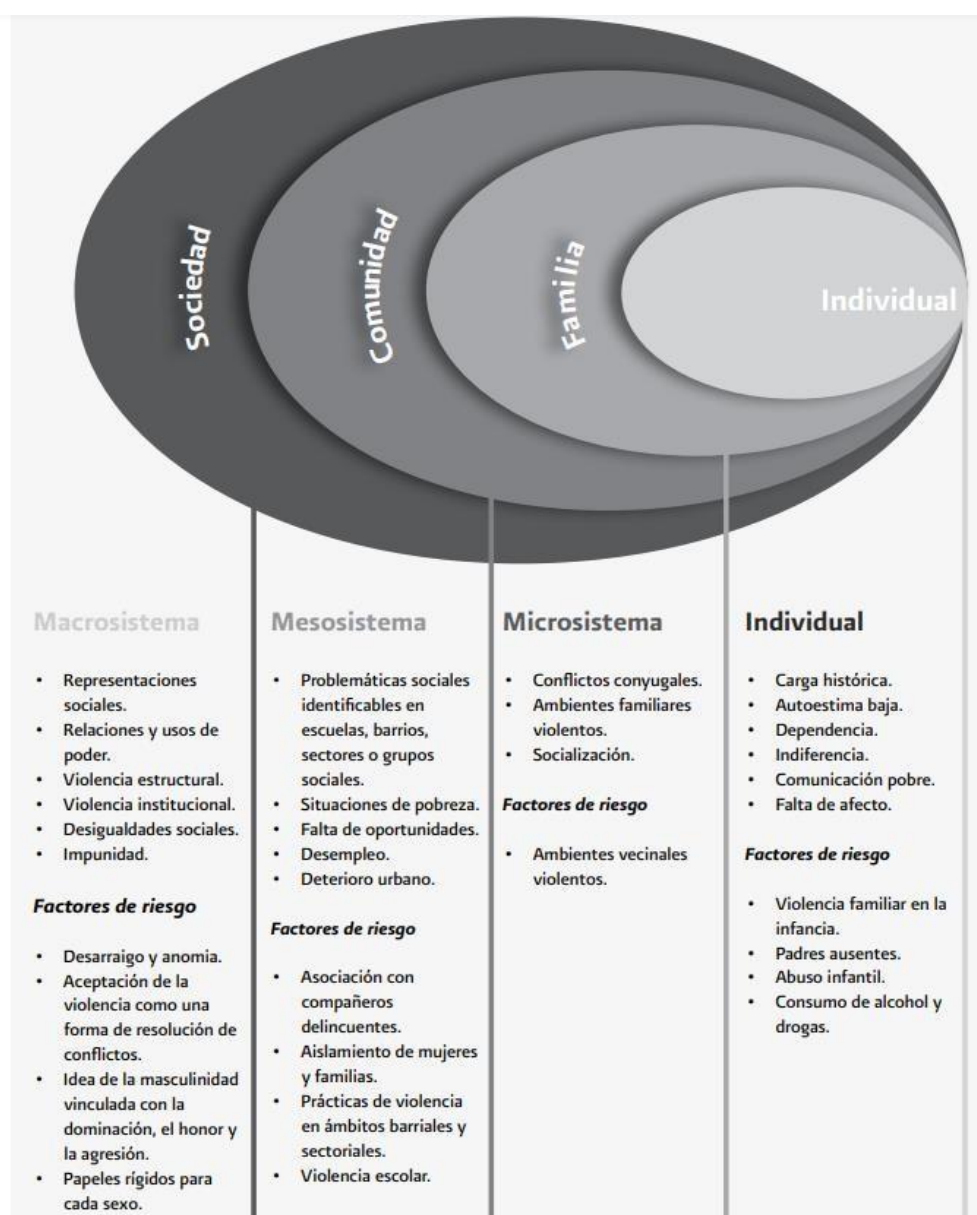 Sociedad
Comunidad
Familia
Individual
Macrosistema
• Representaciones
sociales.
• Relaciones y usos de
poder.
• Violencia estructural.
• Violencia institucional.
• Desigualdades sociales.
• Impunidad.
Factores de riesgo
• Desarraigo y anomia.
• Aceptación de la
violencia como una
forma de resolución de
conflictos.
• Idea de la masculinidad
vinculada con la
dominación, el honor y
la agresión.
• Papeles rígidos para
cada sexo.
Mesosistema
• Problemáticas sociales
identificables en
escuelas, barrios,
sectores o grupos
sociales.
• Situaciones de pobreza.
• Falta de oportunidades.
• Desempleo.
• Deterioro urbano.
Factores de riesgo
• Asociación con
compañeros
delincuentes.
• Aislamiento de mujeres
y familias.
• Prácticas de violencia
en ámbitos barriales y
sectoriales.
• Violencia escolar.
Microsistema
• Conflictos conyugales.
• Ambientes familiares
violentos.
• Socialización.
Factores de riesgo
• Ambientes vecinales
violentos.
Individual
• Carga histórica.
• Autoestima baja.
• Dependencia.
• Indiferencia.
• Comunicación pobre.
• Falta de afecto.
Factores de riesgo
• Violencia familiar en la
infancia.
• Padres ausentes.
• Abuso infantil.
• Consumo de alcohol y
drogas.